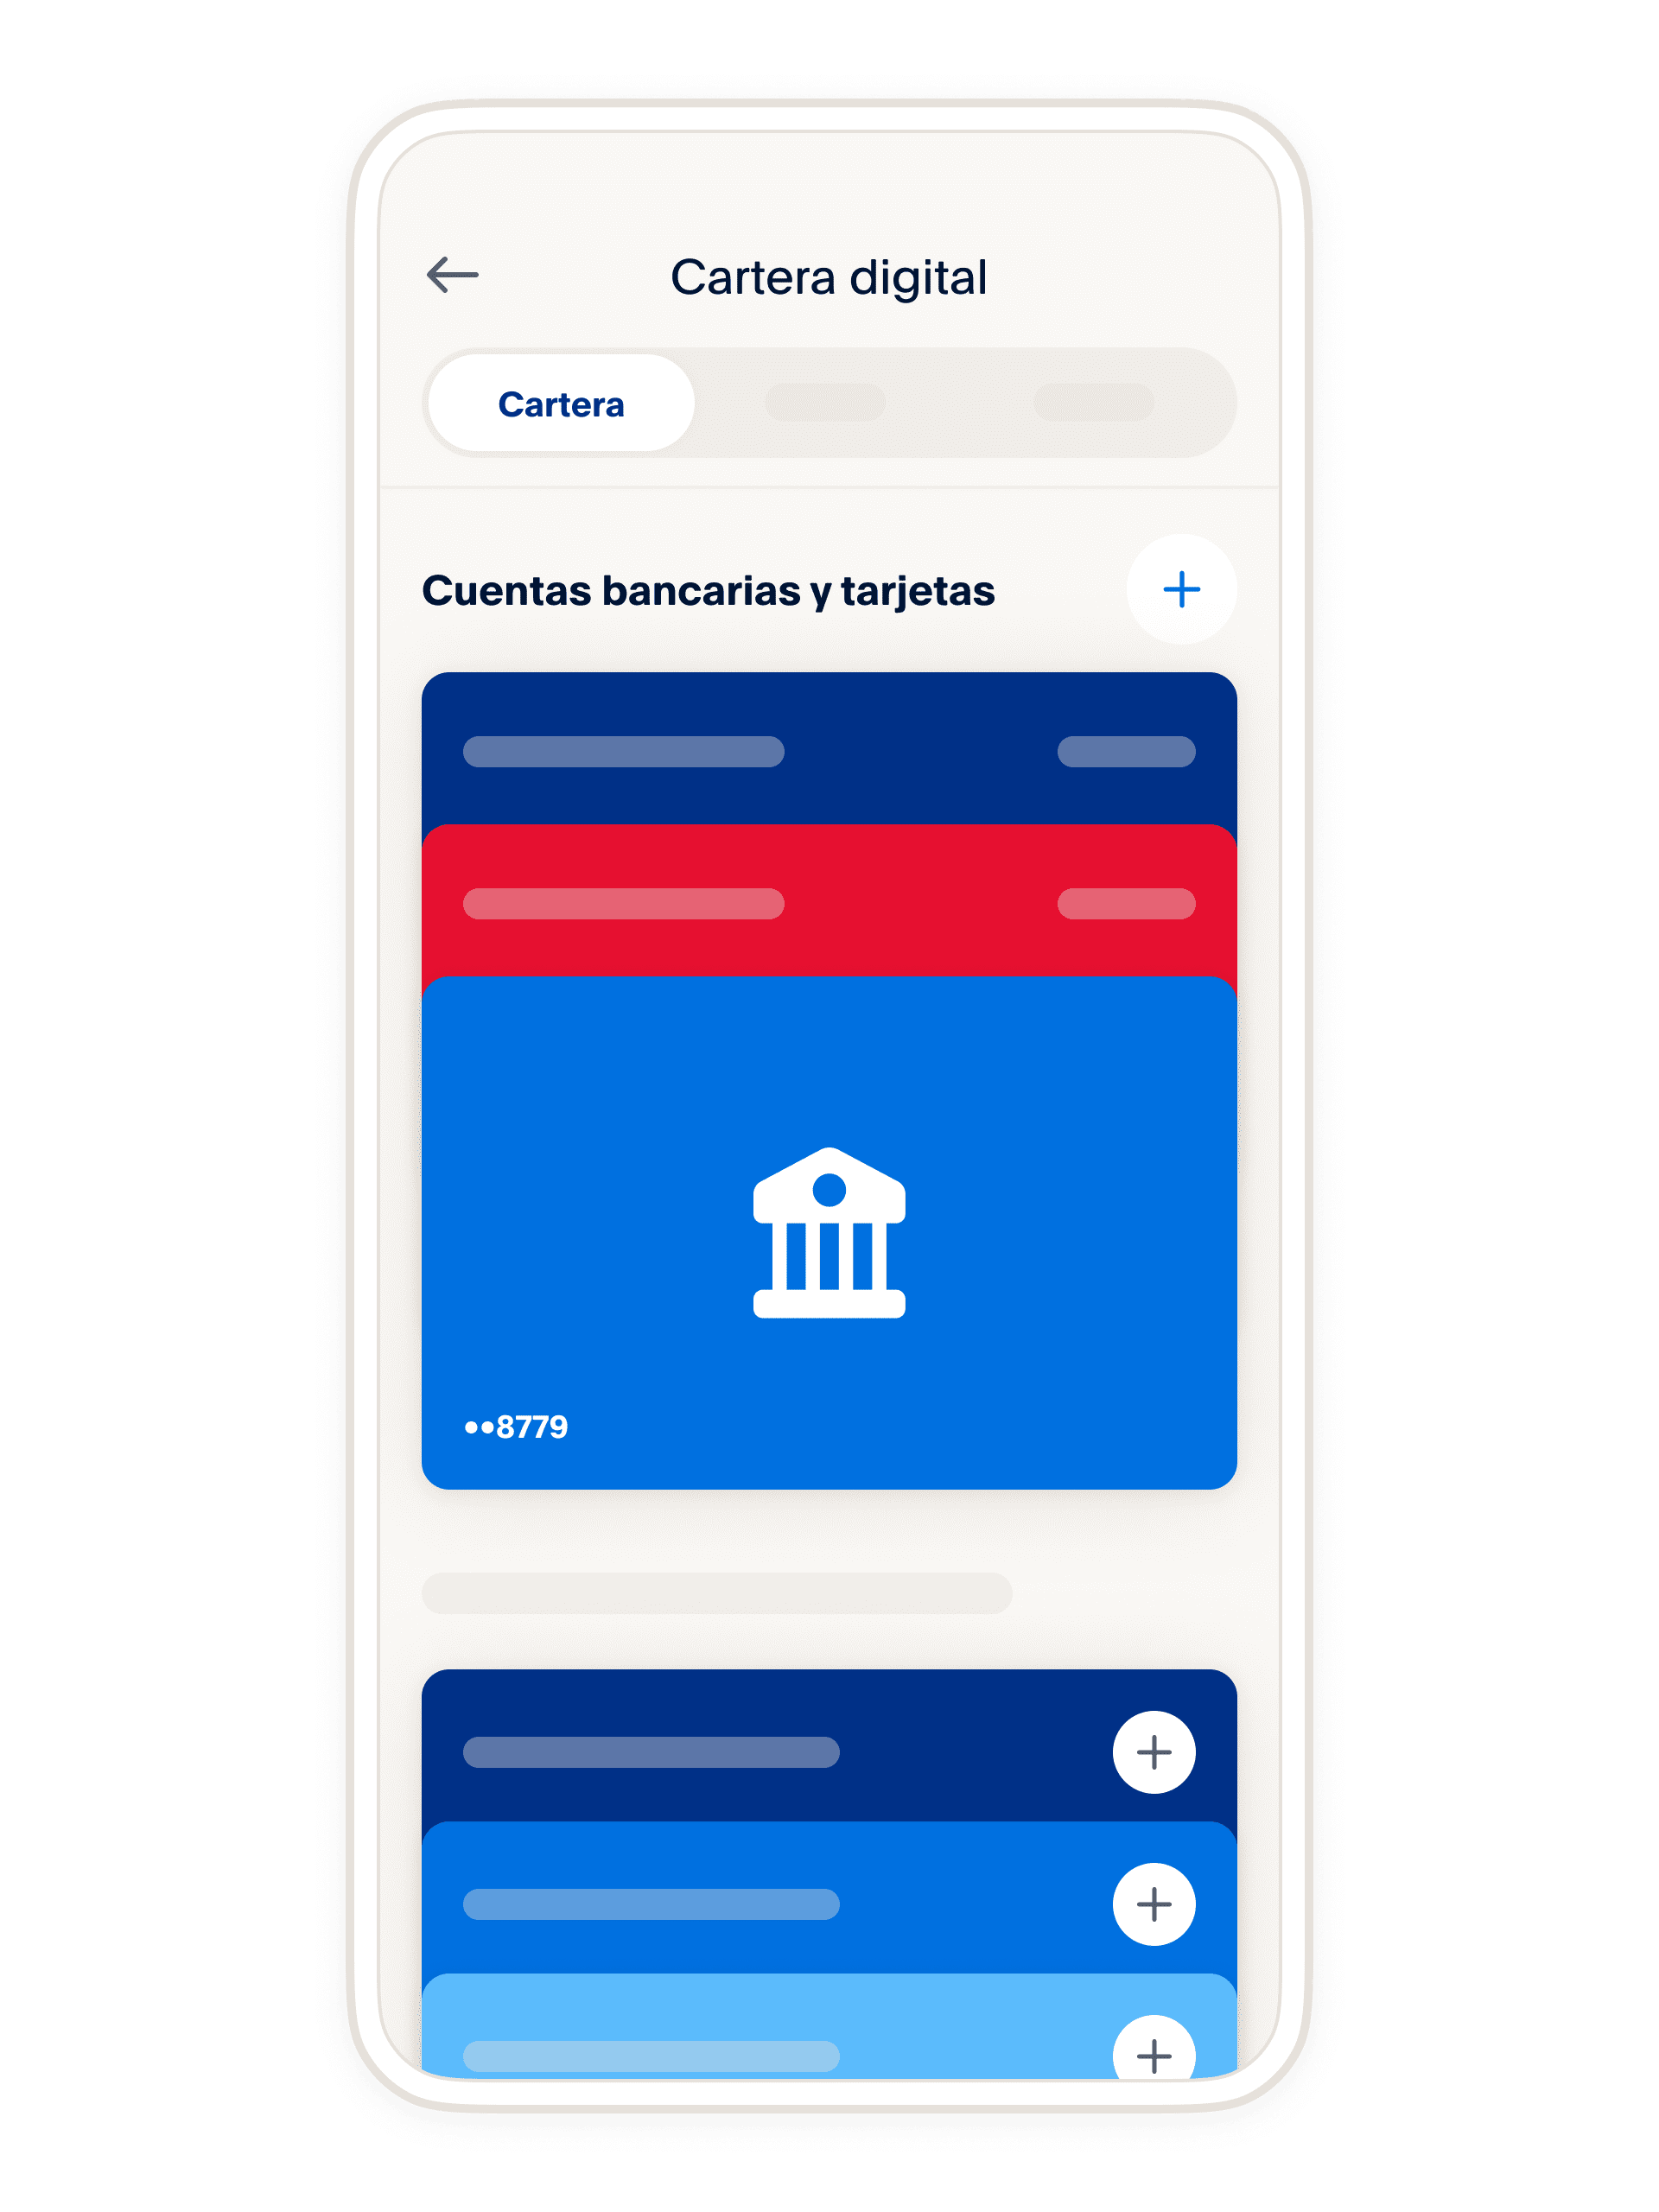 Cartera digital
Cartera
Cuentas bancarias y tarjetas
••8779